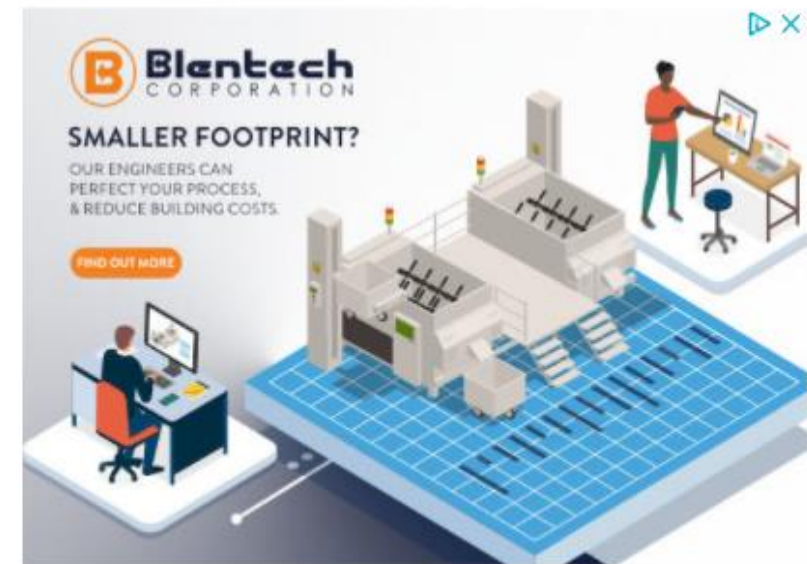 B
Blentech
CORPORATION
SMALLER FOOTPRINT?
OUR ENGINEERS CAN
PERFECT YOUR PROCESS,
& REDUCE BUILDING COSTS.
FIND OUT MORE